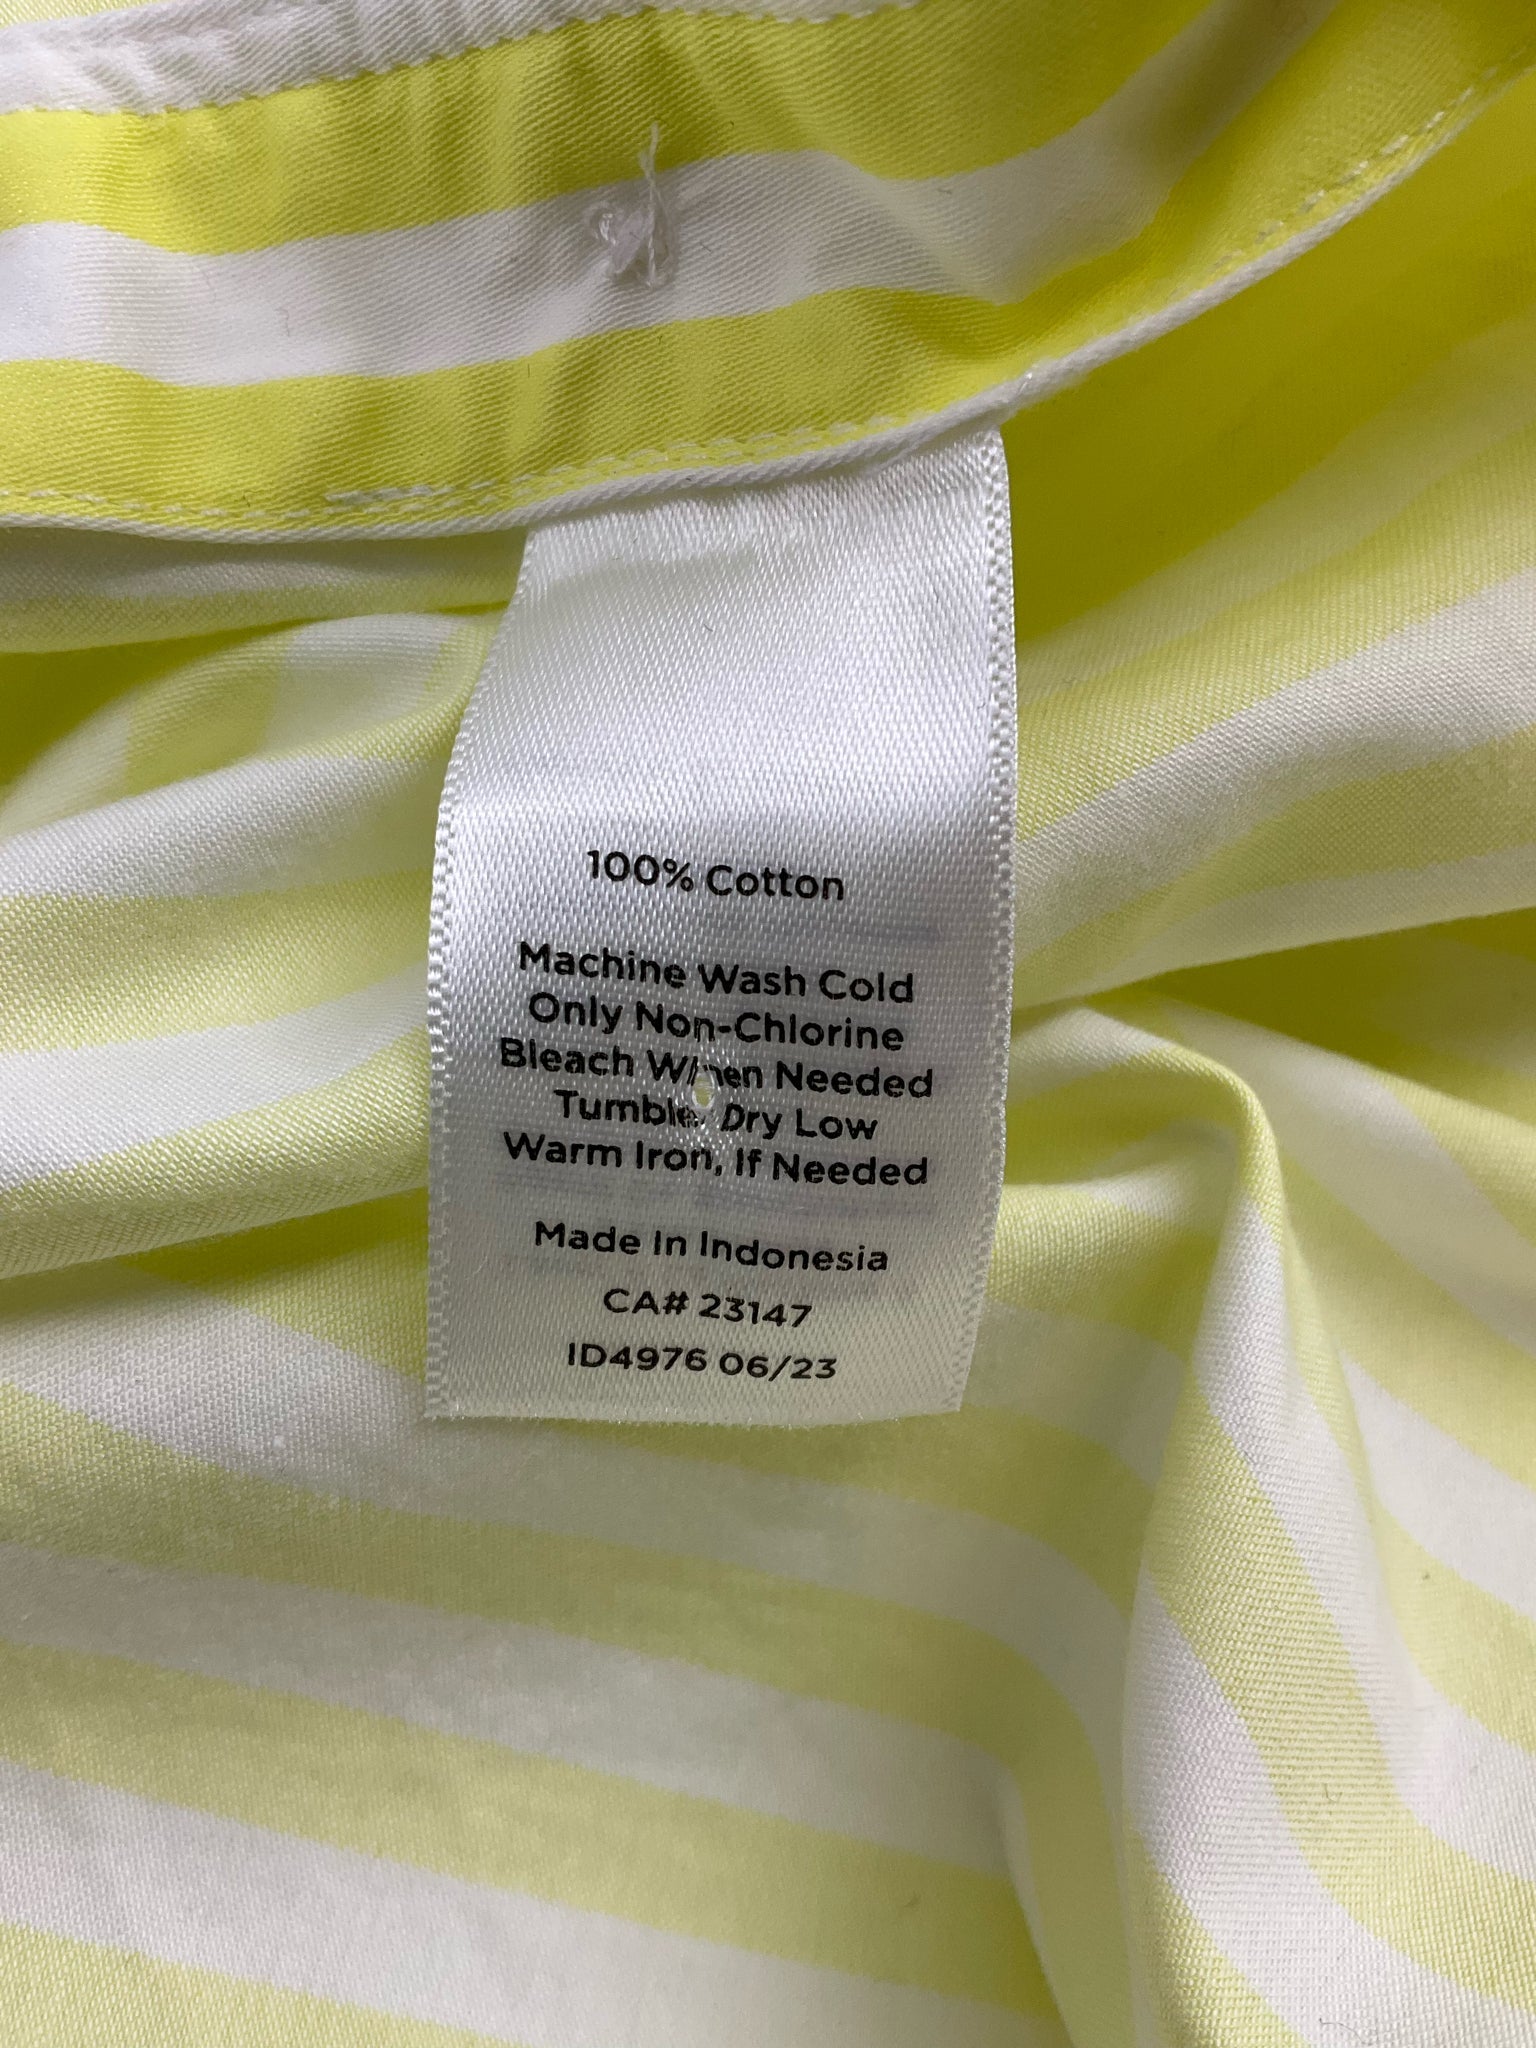 100% Cotton
Machine Wash Cold
Only Non-Chlorine
Bleach When Needed
Tumble Dry Low
Warm Iron, If Needed
Made In Indonesia
CA# 23147
ID4976 06/23